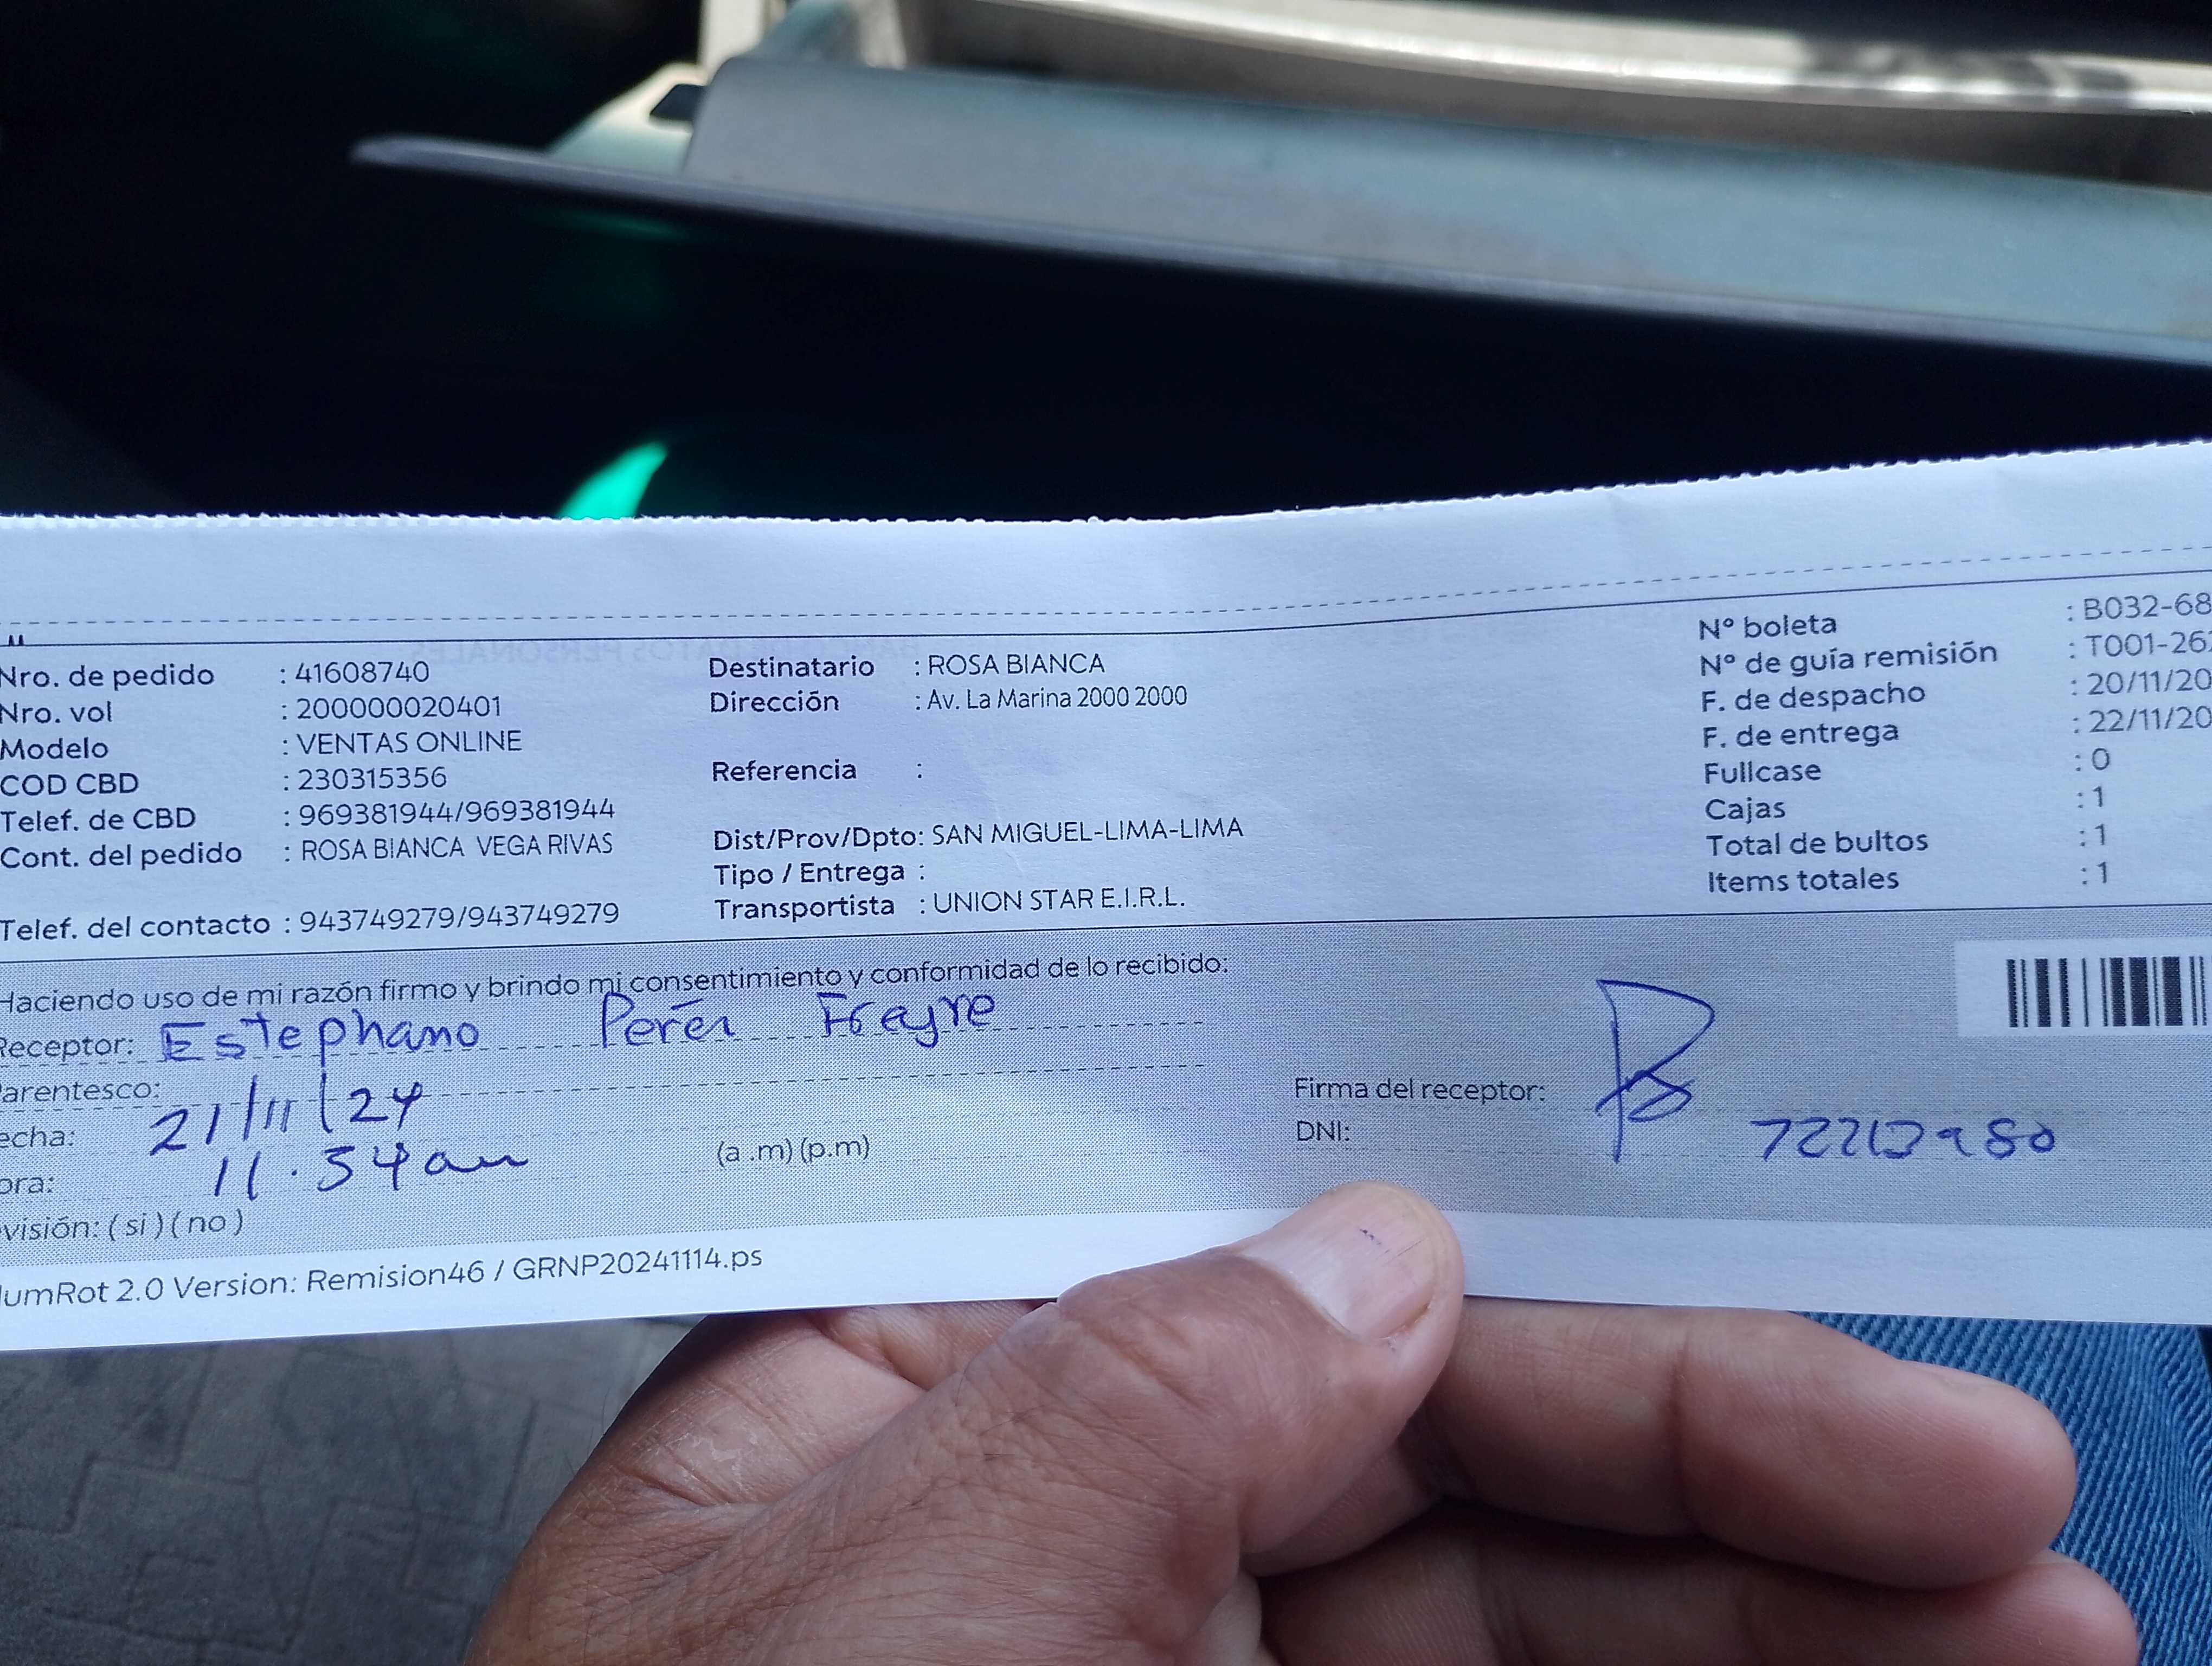 Nro. de pedido : 41608740
Nro. vol : 200000020401
Modelo : VENTAS ONLINE
COD CBD : 230315356
Telef. de CBD : 969381944/969381944
Cont. del pedido : ROSA BIANCA VEGA RIVAS
Telef. del contacto : 943749279/943749279
Destinatario : ROSA BIANCA
Dirección : Av. La Marina 2000 2000
Referencia :
Dist/Prov/Dpto: SAN MIGUEL-LIMA-LIMA
Tipo / Entrega :
Transportista : UNION STAR E.I.R.L.
N° boleta : B032-68
N° de guía remisión : T001-26
F. de despacho : 20/11/20
F. de entrega : 22/11/20
Fullcase : 0
Cajas : 1
Total de bultos : 1
Items totales : 1
Haciendo uso de mi razón firmo y brindo mi consentimiento y conformidad de lo recibido:
Receptor: Estephano
arentesco:
echa: 21/11/24
ora: 11.54am (a .m) (p.m)
visión: ( si ) ( no )
Firma del receptor:
DNI:
umRot 2.0 Version: Remision46 / GRNP20241114.ps